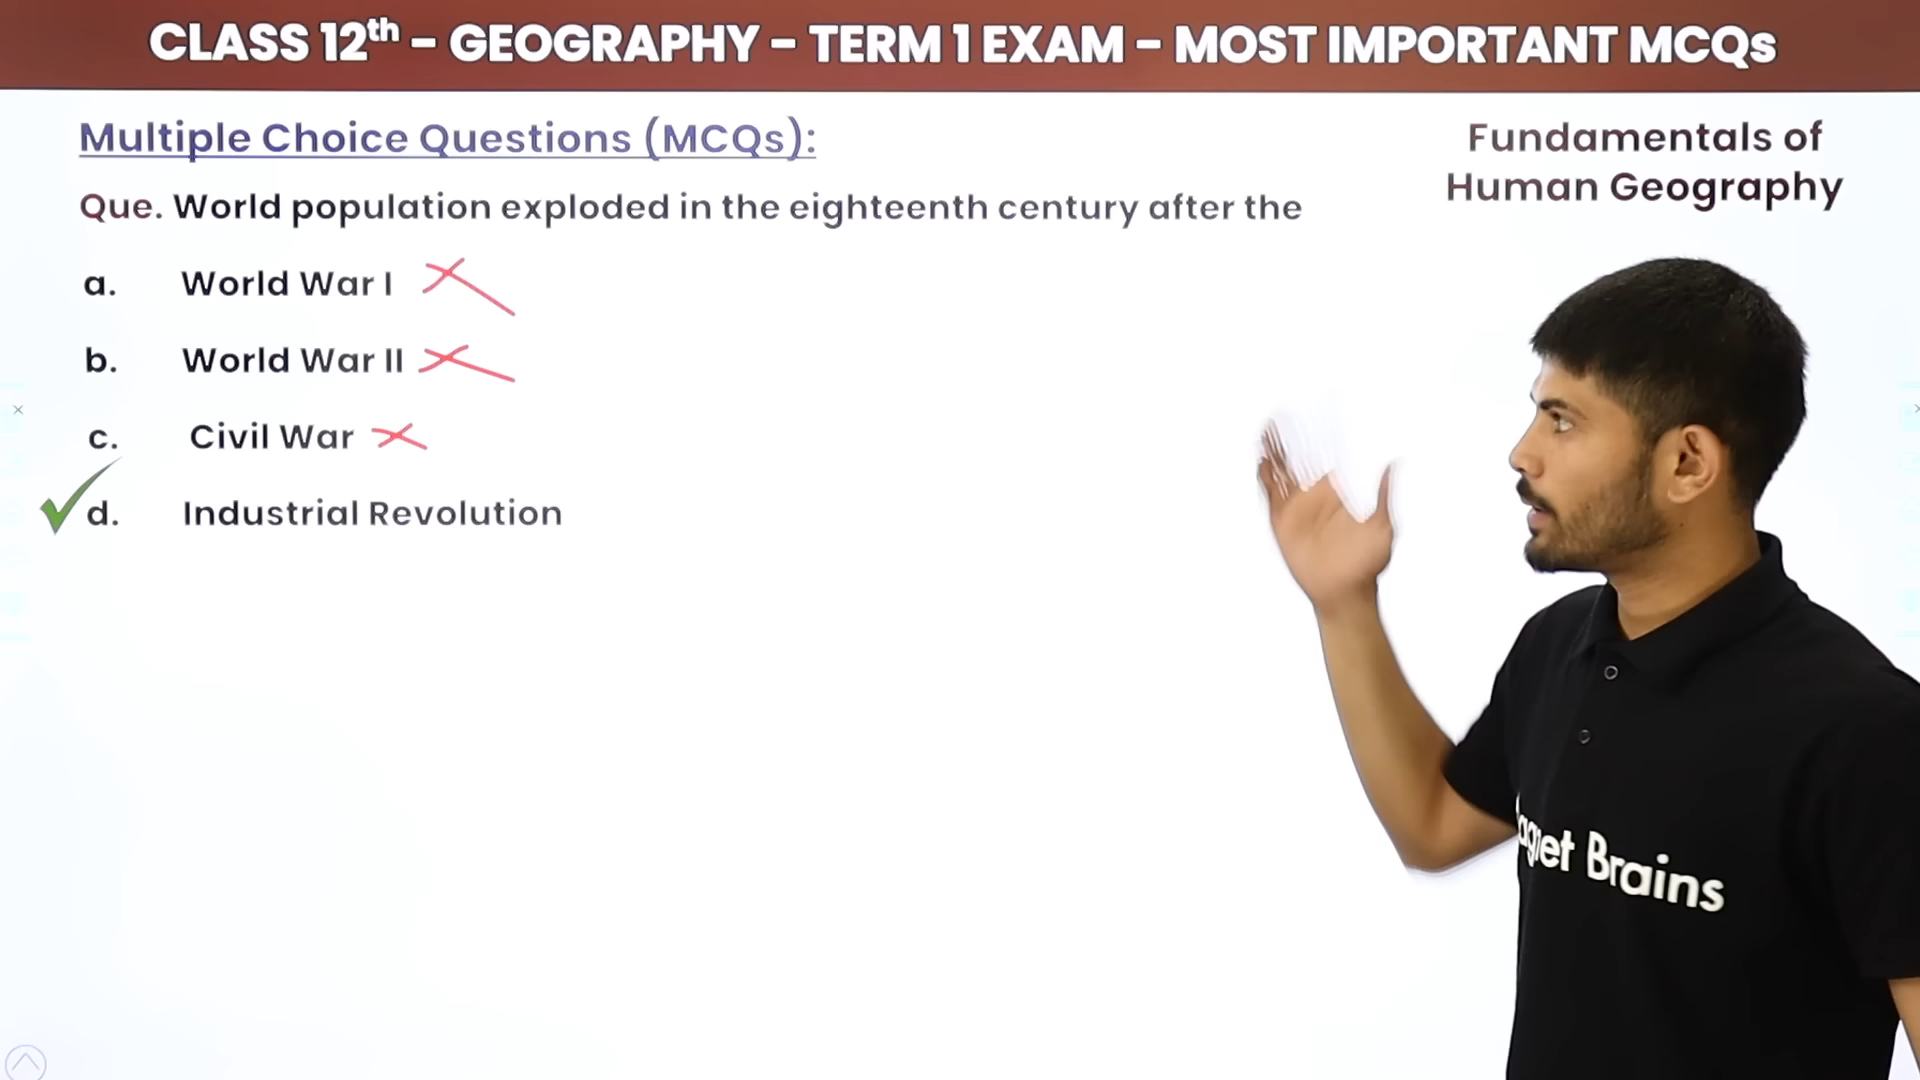 CLASS 12th - GEOGRAPHY - TERM 1 EXAM - MOST IMPORTANT MCQs
Multiple Choice Questions (MCQs):
Fundamentals of
Human Geography
Que. World population exploded in the eighteenth century after the
a. World War I
b. World War II
c. Civil War
d. Industrial Revolution
Brains